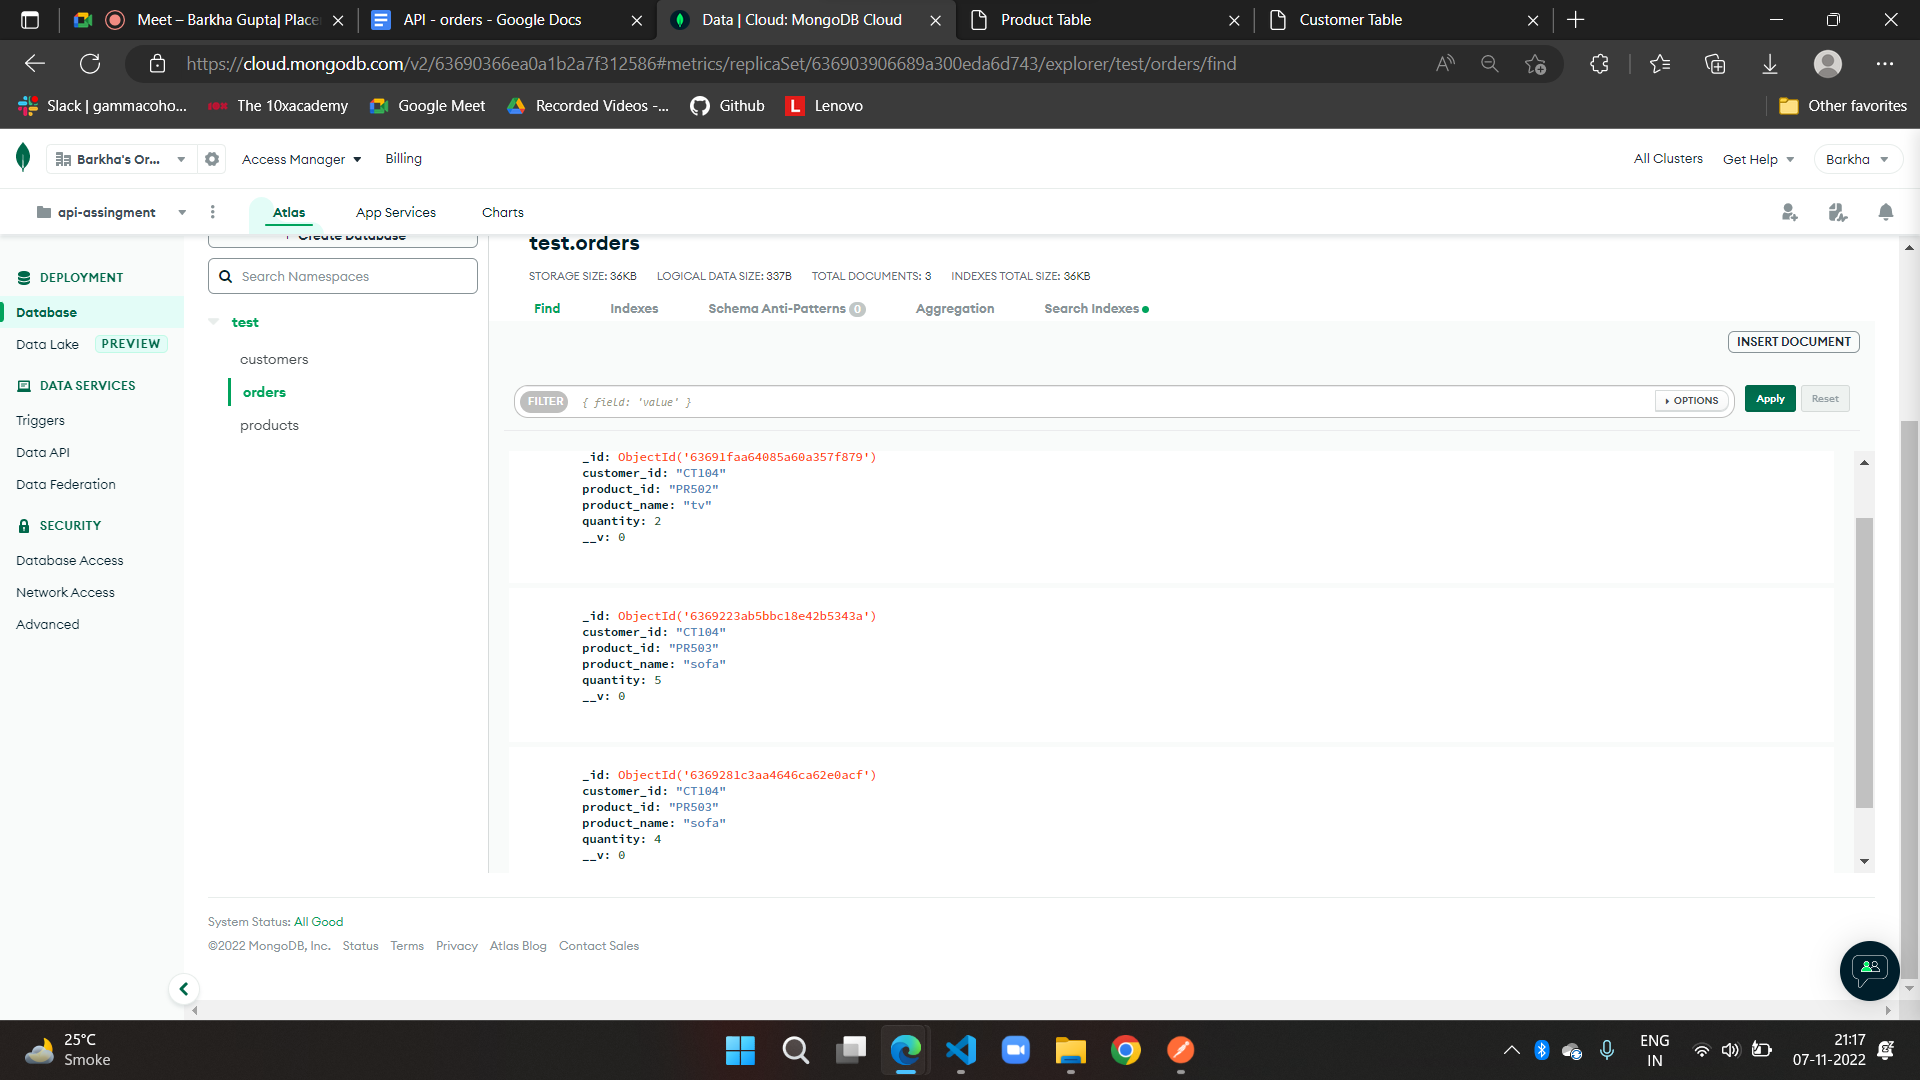 Meet – Barkha Gupta| Place
API - orders - Google Docs
Data | Cloud: MongoDB Cloud
Product Table
Customer Table
https://cloud.mongodb.com/v2/63690366ea0a1b2a7f312586#metrics/replicaSet/636903906689a300eda6d743/explorer/test/orders/find
Slack | gammacoho...
The 10xacademy
Google Meet
Recorded Videos -...
Github
Lenovo
Other favorites
Barkha's Or...
Access Manager
Billing
All Clusters
Get Help
Barkha
api-assingment
Atlas
App Services
Charts
DEPLOYMENT
Database
Data Lake
PREVIEW
DATA SERVICES
Triggers
Data API
Data Federation
SECURITY
Database Access
Network Access
Advanced
+ Create Database
Search Namespaces
test
customers
orders
products
test.orders
STORAGE SIZE: 36KB LOGICAL DATA SIZE: 337B TOTAL DOCUMENTS: 3 INDEXES TOTAL SIZE: 36KB
Find
Indexes
Schema Anti-Patterns 0
Aggregation
Search Indexes
INSERT DOCUMENT
FILTER { field: 'value' }
OPTIONS
Apply
Reset
_id: ObjectId('63691faa64085a60a357f879')
customer_id: "CT104"
product_id: "PR502"
product_name: "tv"
quantity: 2
__v: 0
_id: ObjectId('6369223ab5bbc18e42b5343a')
customer_id: "CT104"
product_id: "PR503"
product_name: "sofa"
quantity: 5
__v: 0
_id: ObjectId('6369281c3aa4646ca62e0acf')
customer_id: "CT104"
product_id: "PR503"
product_name: "sofa"
quantity: 4
__v: 0
System Status: All Good
©2022 MongoDB, Inc. Status Terms Privacy Atlas Blog Contact Sales
25°C
Smoke
ENG
IN
21:17
07-11-2022